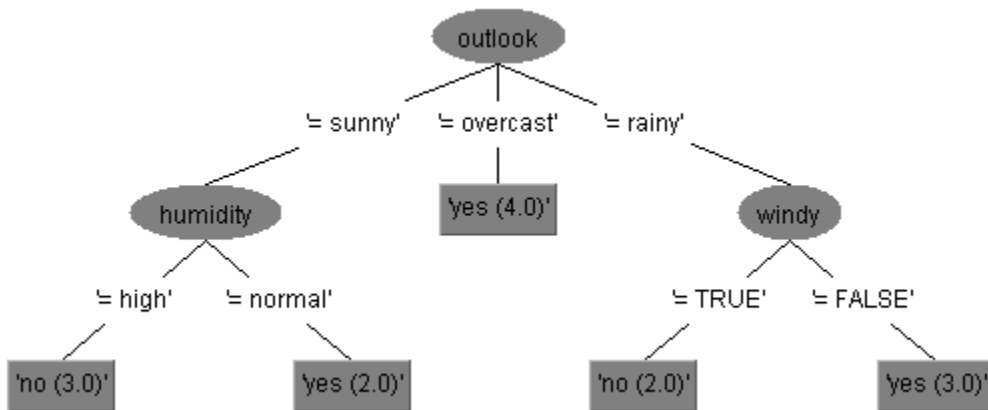 outlook
'= sunny' '= overcast' '= rainy'
humidity 'yes (4.0)' windy
'= high' '= normal' '= TRUE' '= FALSE'
'no (3.0)' 'yes (2.0)' 'no (2.0)' 'yes (3.0)'